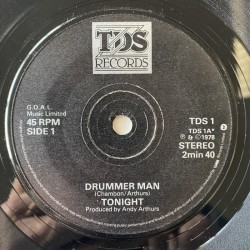 TDS
RECORDS
G.D.A.L.
Music Limited
45 RPM
SIDE 1
TDS 1
TDS 1A*
℗ & © 1978
STEREO
2min 40
DRUMMER MAN
(Chambon/Arthurs)
TONIGHT
Produced by Andy Arthurs